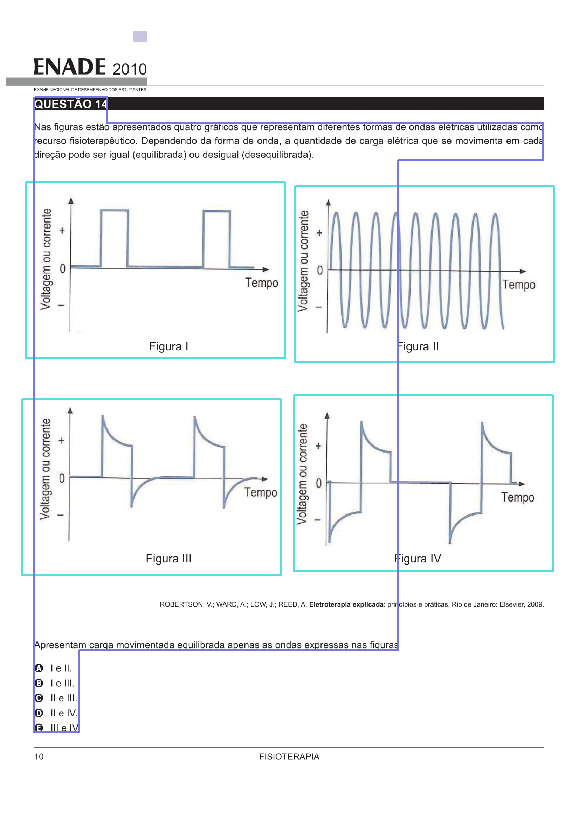 ENADE 2010
EXAME NACIONAL DE DESEMPENHO DOS ESTUDANTES
QUESTÃO 14
Nas figuras estão apresentados quatro gráficos que representam diferentes formas de ondas elétricas utilizadas como
recurso fisioterapêutico. Dependendo da forma de onda, a quantidade de carga elétrica que se movimenta em cada
direção pode ser igual (equilibrada) ou desigual (desequilibrada).
Voltagem ou corrente
+
0
–
Tempo
Figura I
Voltagem ou corrente
+
0
–
Tempo
Figura II
Voltagem ou corrente
+
0
–
Tempo
Figura III
Voltagem ou corrente
+
0
–
Tempo
Figura IV
ROBERTSON, V.; WARD, A.; LOW, J.; REED, A. Eletroterapia explicada: princípios e práticas. Rio de Janeiro: Elsevier, 2009.
Apresentam carga movimentada equilibrada apenas as ondas expressas nas figuras
A I e II.
B I e III.
C II e III.
D II e IV.
E III e IV.
10
FISIOTERAPIA